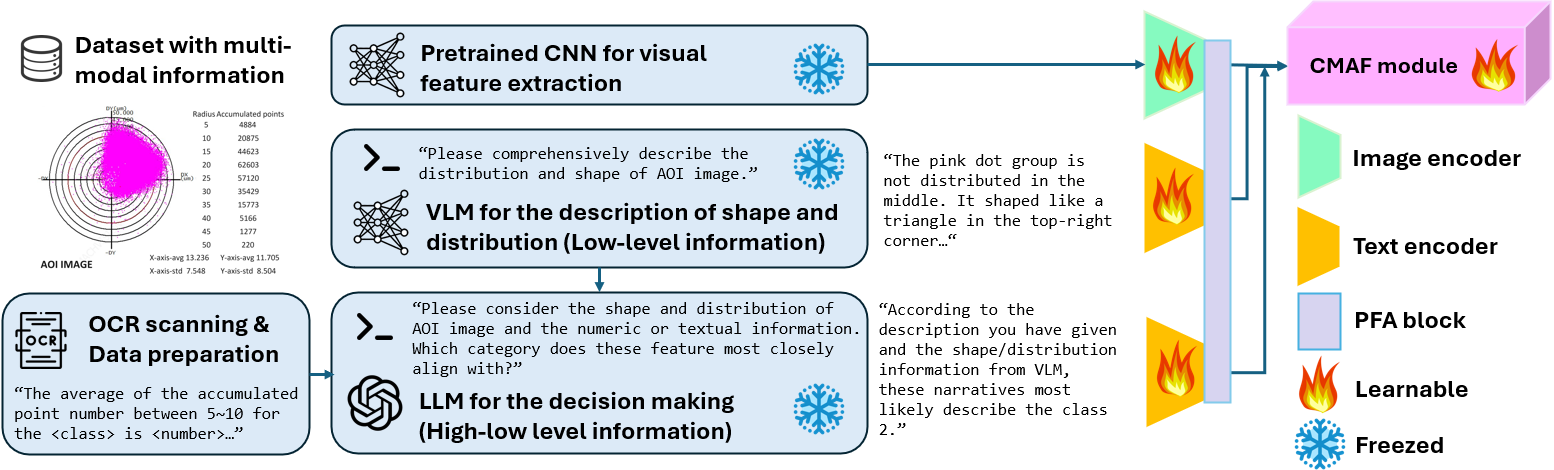 Dataset with multi-
modal information
DY(um)
50.000
Radius Accumulated points
5 4884
10 20875
15 44623
20 62603
25 57120
30 35429
35 15773
40 5166
45 1277
50 220
-DX
DX
(um)
-DY
AOI IMAGE
X-axis-avg 13.236 Y-axis-avg 11.705
X-axis-std 7.548 Y-axis-std 8.504
OCR
OCR scanning &
Data preparation
“The average of the accumulated
point number between 5~10 for
the <class> is <number>…”
Pretrained CNN for visual
feature extraction
“Please comprehensively describe the
distribution and shape of AOI image.”
VLM for the description of shape and
distribution (Low-level information)
“Please consider the shape and distribution of
AOI image and the numeric or textual information.
Which category does these feature most closely
align with?”
LLM for the decision making
(High-low level information)
“The pink dot group is
not distributed in the
middle. It shaped like a
triangle in the top-right
corner…“
“According to the
description you have given
and the shape/distribution
information from VLM,
these narratives most
likely describe the class
2.”
CMAF module
Image encoder
Text encoder
PFA block
Learnable
Freezed